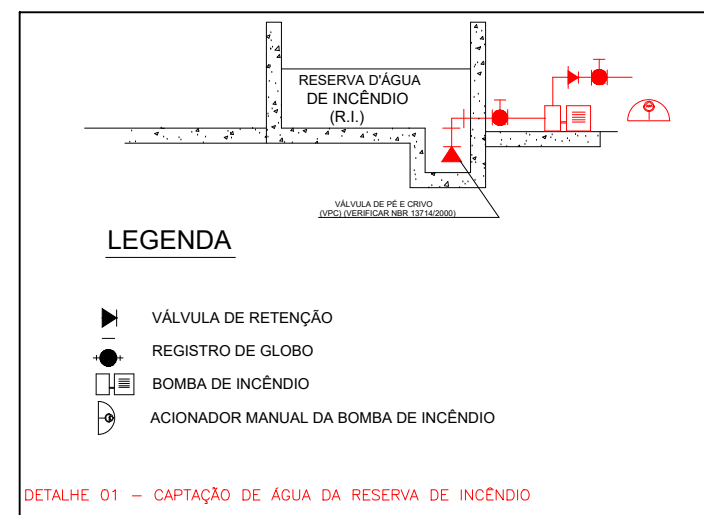 RESERVA D'ÁGUA
DE INCÊNDIO
(R.I.)
VÁLVULA DE PÉ E CRIVO
(VPC) (VERIFICAR NBR 13714/2000)
LEGENDA
VÁLVULA DE RETENÇÃO
REGISTRO DE GLOBO
BOMBA DE INCÊNDIO
ACIONADOR MANUAL DA BOMBA DE INCÊNDIO
DETALHE 01 – CAPTAÇÃO DE ÁGUA DA RESERVA DE INCÊNDIO